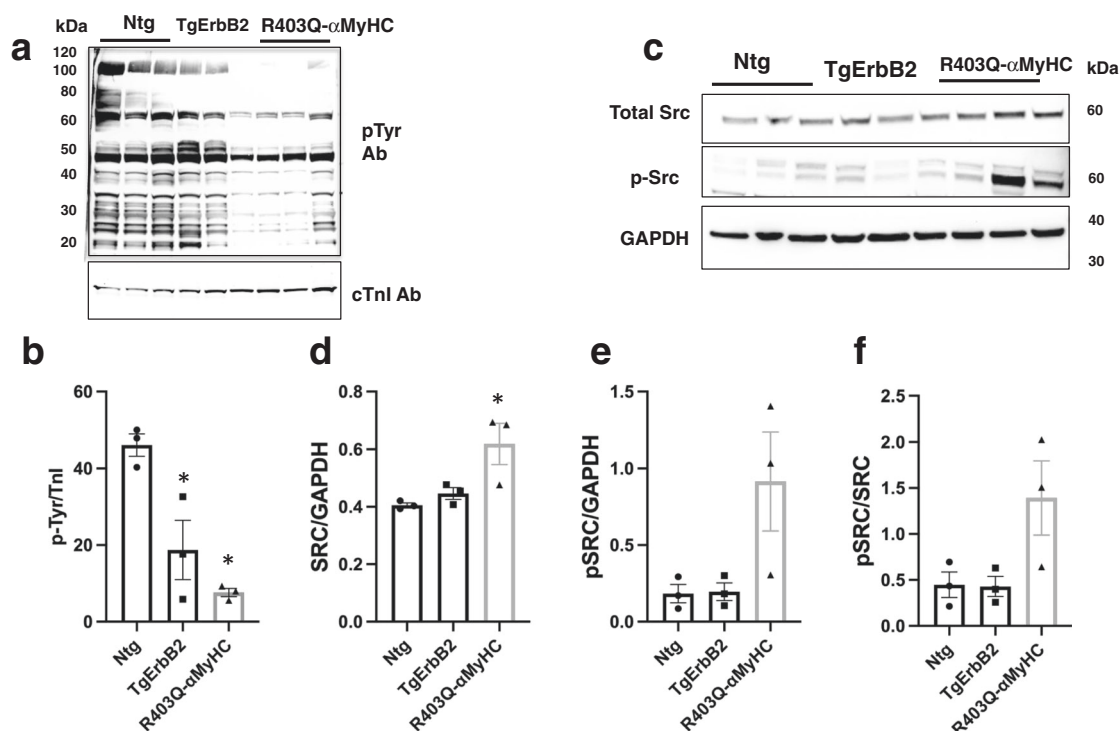 a
kDa
Ntg
TgErbB2
R403Q-αMyHC
120
100
80
60
50
40
30
20
pTyr
Ab
cTnI Ab
c
Ntg
TgErbB2
R403Q-αMyHC
kDa
Total Src
60
p-Src
60
GAPDH
40
30
b
p-Tyr/TnI
60
40
20
0
*
*
Ntg
TgErbB2
R403Q-αMyHC
d
SRC/GAPDH
0.8
0.6
0.4
0.2
0.0
*
Ntg
TgErbB2
R403Q-αMyHC
e
pSRC/GAPDH
1.5
1.0
0.5
0.0
Ntg
TgErbB2
R403Q-αMyHC
f
pSRC/SRC
2.5
2.0
1.5
1.0
0.5
0.0
Ntg
TgErbB2
R403Q-αMyHC